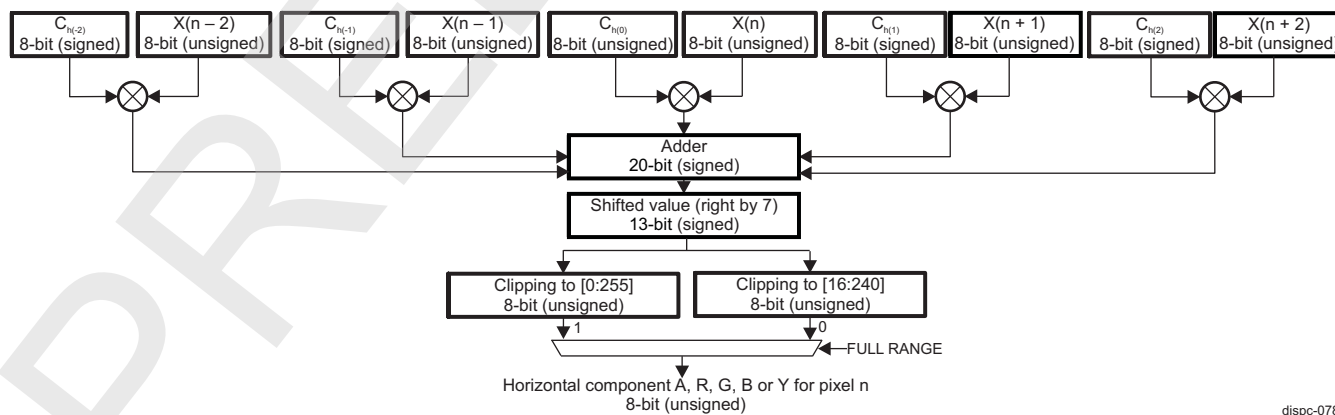 C_h(-2)
8-bit (signed)
X(n – 2)
8-bit (unsigned)
C_h(-1)
8-bit (signed)
X(n – 1)
8-bit (unsigned)
C_h(0)
8-bit (unsigned)
X(n)
8-bit (unsigned)
C_h(1)
8-bit (signed)
X(n + 1)
8-bit (unsigned)
C_h(2)
8-bit (signed)
X(n + 2)
8-bit (unsigned)
Adder
20-bit (signed)
Shifted value (right by 7)
13-bit (signed)
Clipping to [0:255]
8-bit (unsigned)
Clipping to [16:240]
8-bit (unsigned)
1
0
FULL RANGE
Horizontal component A, R, G, B or Y for pixel n
8-bit (unsigned)
dispc-078